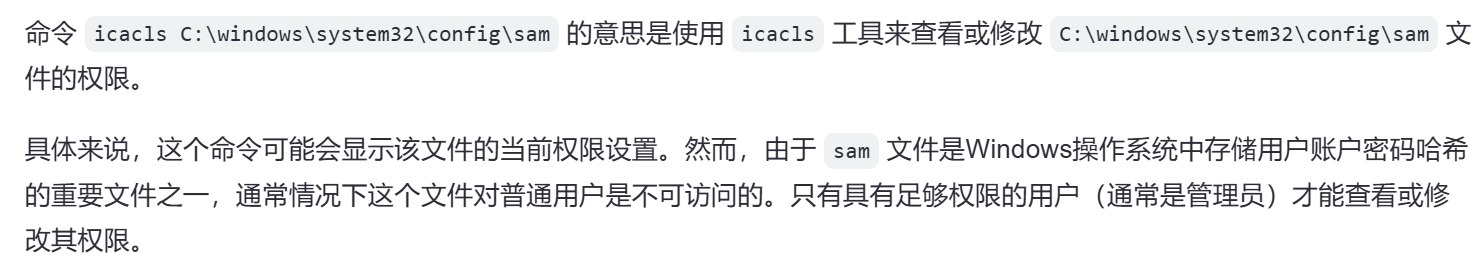 命令 icacls C:\windows\system32\config\sam 的意思是使用 icacls 工具来查看或修改 C:\windows\system32\config\sam 文
件的权限。
具体来说，这个命令可能会显示该文件的当前权限设置。然而，由于 sam 文件是Windows操作系统中存储用户账户密码哈希
的重要文件之一，通常情况下这个文件对普通用户是不可访问的。只有具有足够权限的用户（通常是管理员）才能查看或修
改其权限。